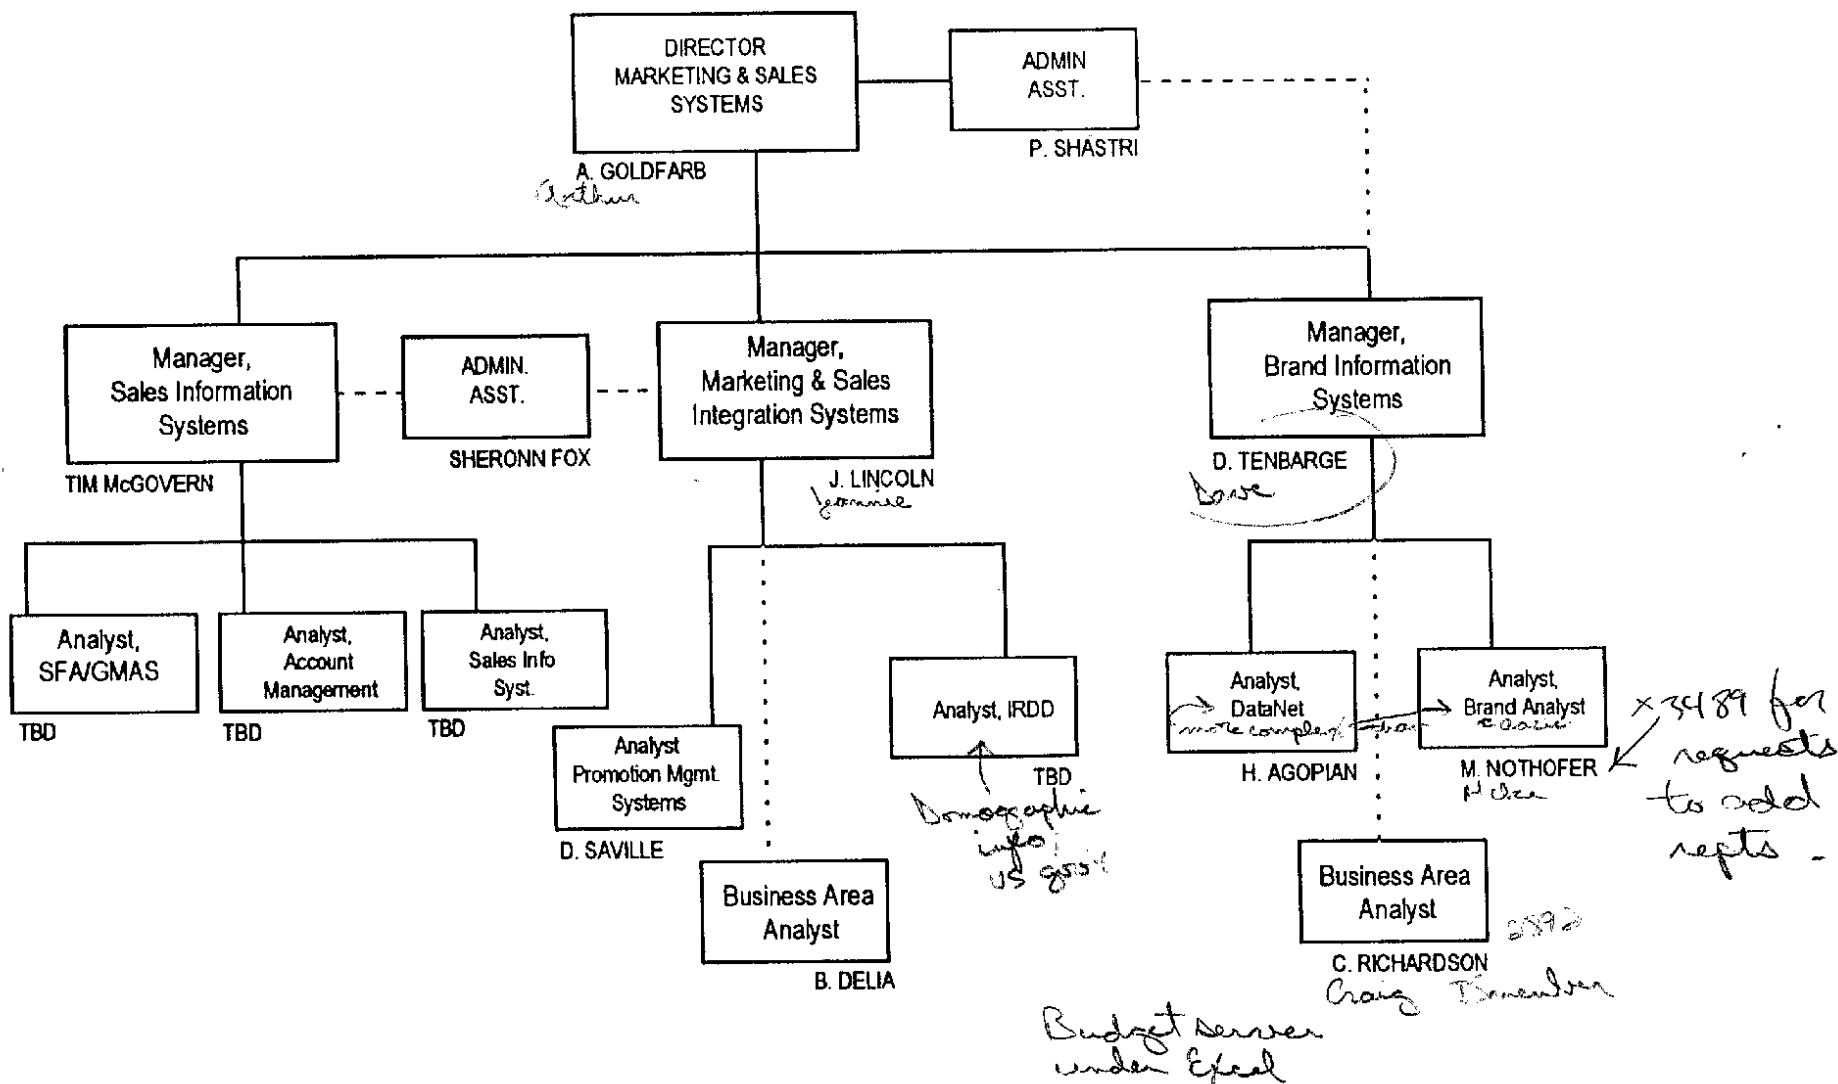 DIRECTOR
MARKETING & SALES
SYSTEMS
A. GOLDFARB
Arthur
ADMIN
ASST.
P. SHASTRI
Manager,
Sales Information
Systems
TIM McGOVERN
ADMIN.
ASST.
SHERONN FOX
Manager,
Marketing & Sales
Integration Systems
J. LINCOLN
Jeannie
Manager,
Brand Information
Systems
D. TENBARGE
Dave
Analyst,
SFA/GMAS
TBD
Analyst,
Account
Management
TBD
Analyst,
Sales Info
Syst.
TBD
Analyst
Promotion Mgmt.
Systems
D. SAVILLE
Analyst, IRDD
TBD
Demographic
info
US gov't
Business Area
Analyst
B. DELIA
Analyst,
DataNet
more complex than
H. AGOPIAN
Analyst,
Brand Analyst
M. NOTHOFER
Mike
x3489 for
requests
to add
repts.
Business Area
Analyst
C. RICHARDSON
Craig
Budget server
under Excel